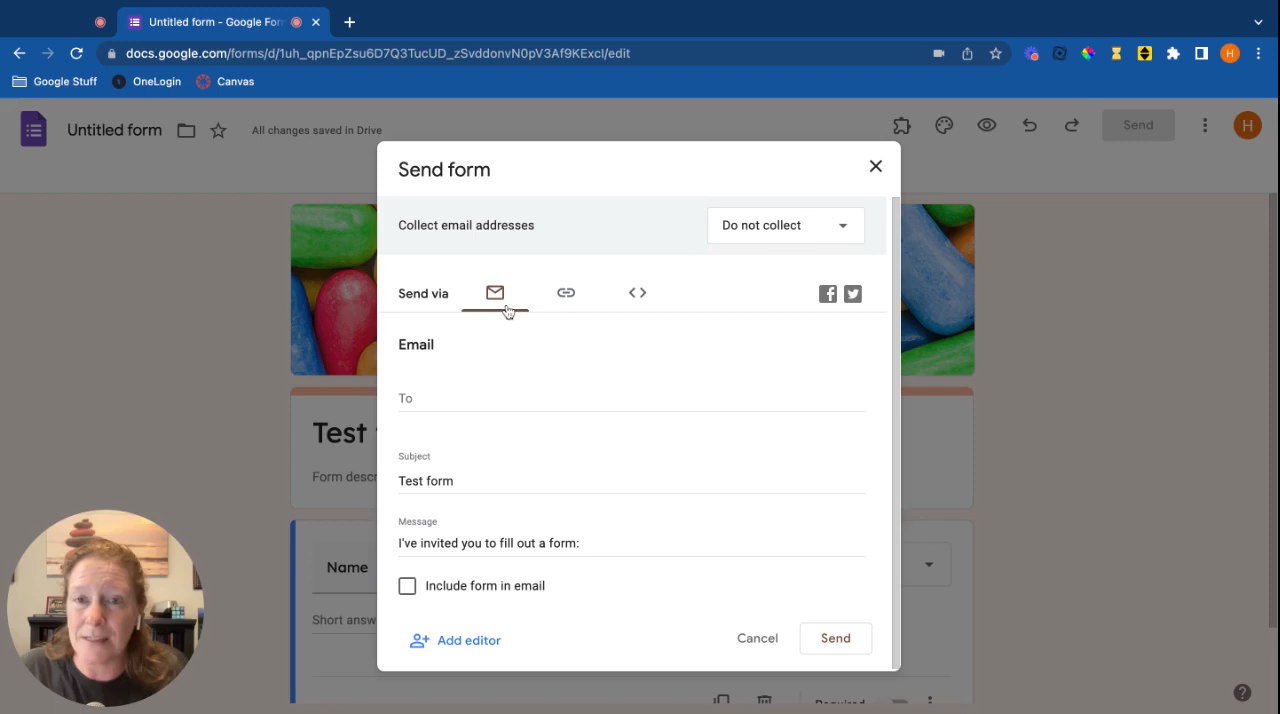 Untitled form - Google For
docs.google.com/forms/d/1uh_qpnEpZsu6D7Q3TucUD_zSvddonvN0pV3Af9KExcI/edit
Google Stuff
OneLogin
Canvas
Untitled form
All changes saved in Drive
Send
H
Send form
Collect email addresses
Do not collect
Send via
Email
To
Test
Subject
Form descr
Test form
Message
I've invited you to fill out a form:
Name
Include form in email
Short answ
Add editor
Cancel
Send
Required